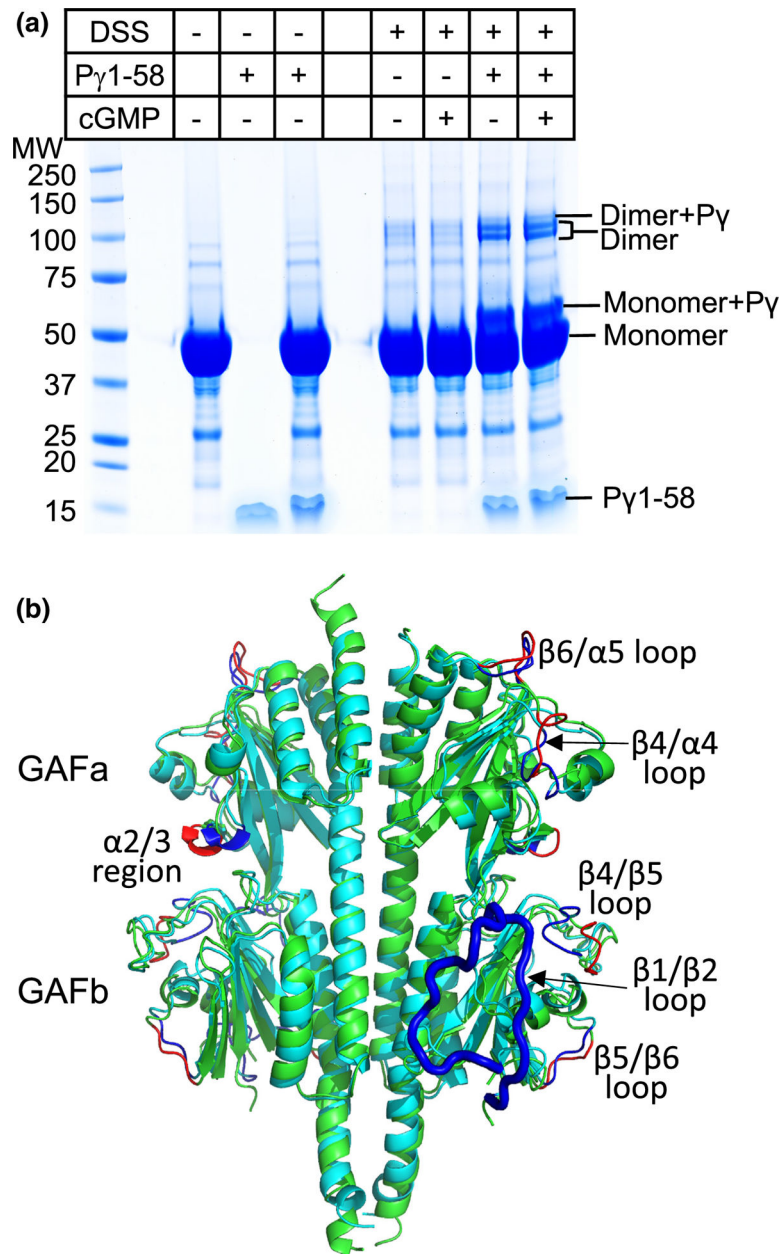 (a)
DSS - - - + + + +
Pγ1-58 + + - - + +
cGMP - - - - + - +
MW
250
150
100
75
50
37
25
20
15
Dimer+Pγ
Dimer
Monomer+Pγ
Monomer
Pγ1-58
(b)
β6/α5 loop
GAFa
β4/α4
loop
α2/3
region
β4/β5
loop
GAFb
β1/β2
loop
β5/β6
loop